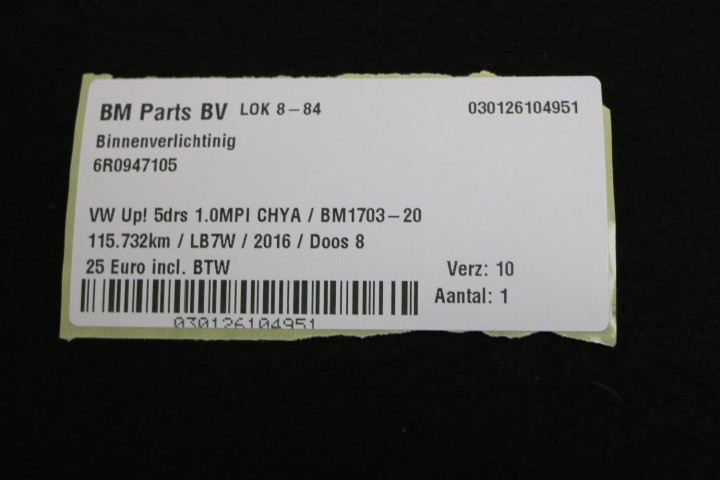 BM Parts BV LOK 8-84 030126104951
Binnenverlichtinig
6R0947105
VW Up! 5drs 1.0MPI CHYA / BM1703-20
115.732km / LB7W / 2016 / Doos 8
25 Euro incl. BTW Verz: 10
Aantal: 1
030126104951